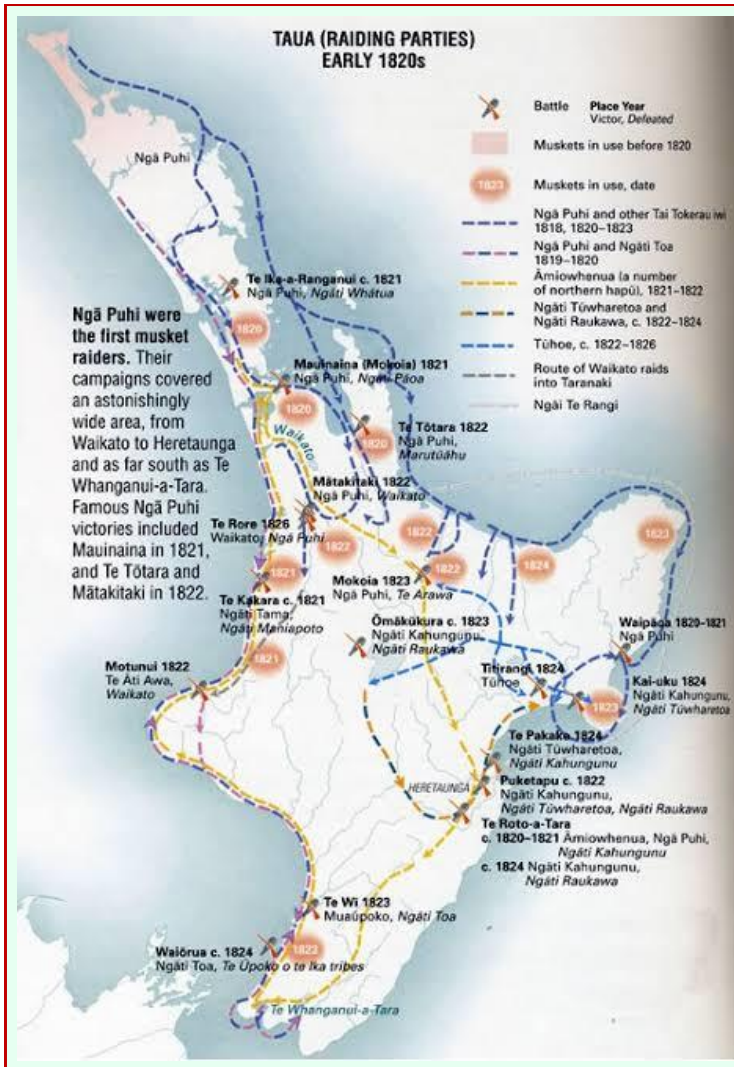 TAUA (RAIDING PARTIES)
EARLY 1820s
Battle Place Year
Victor, Defeated
Muskets in use before 1820
1823 Muskets in use, date
Ngā Puhi and other Tai Tokerau iwi
1818, 1820–1823
Ngā Puhi and Ngāti Toa
1819–1820
Āmiowhenua (a number
of northern hapū), 1821–1822
Ngāti Tūwharetoa and
Ngāti Raukawa, c. 1822–1824
Tūhoe, c. 1822–1826
Route of Waikato raids
into Taranaki
Ngāi Te Rangi
Ngā Puhi
Te Ika-a-Ranganui c. 1821
Ngā Puhi, Ngāti Whātua
Ngā Puhi were
the first musket
raiders. Their
campaigns covered
an astonishingly
wide area, from
Waikato to Heretaunga
and as far south as Te
Whanganui-a-Tara.
Famous Ngā Puhi
victories included
Mauinaina in 1821,
and Te Tōtara and
Mātakitaki in 1822.
1820
Mauinaina (Mokoia) 1821
Ngā Puhi, Ngāti Pāoa
1820
Te Tōtara 1822
Ngā Puhi,
Marutūāhu
1820
Waikato
Mātakitaki 1822
Ngā Puhi, Waikato
Te Rore 1826
Waikato, Ngā Puhi
1822
1822
1823
1821
Mokoia 1823
Ngā Puhi, Te Arawa
1822
1824
Te Kākara c. 1821
Ngāti Tama,
Ngāti Maniapoto
Ōmākūkura c. 1823
Ngāti Kahungunu,
Ngāti Raukawa
Waipāoa 1820–1821
Ngā Puhi
1821
Motunui 1822
Te Āti Awa,
Waikato
Titirangi 1824
Tūhoe
Kai-uku 1824
Ngāti Kahungunu,
Ngāti Tūwharetoa
1823
Te Pakake 1824
Ngāti Tūwharetoa,
Ngāti Kahungunu
HERETAUNGA
Puketapu c. 1822
Ngāti Kahungunu,
Ngāti Tūwharetoa, Ngāti Raukawa
Te Roto-a-Tara
c. 1820–1821 Āmiowhenua, Ngā Puhi,
Ngāti Kahungunu
c. 1824 Ngāti Kahungunu,
Ngāti Raukawa
Te Wī 1823
Muaūpoko, Ngāti Toa
Waiōrua c. 1824
Ngāti Toa, Te Ūpoko o te Ika tribes
1823
Te Whanganui-a-Tara